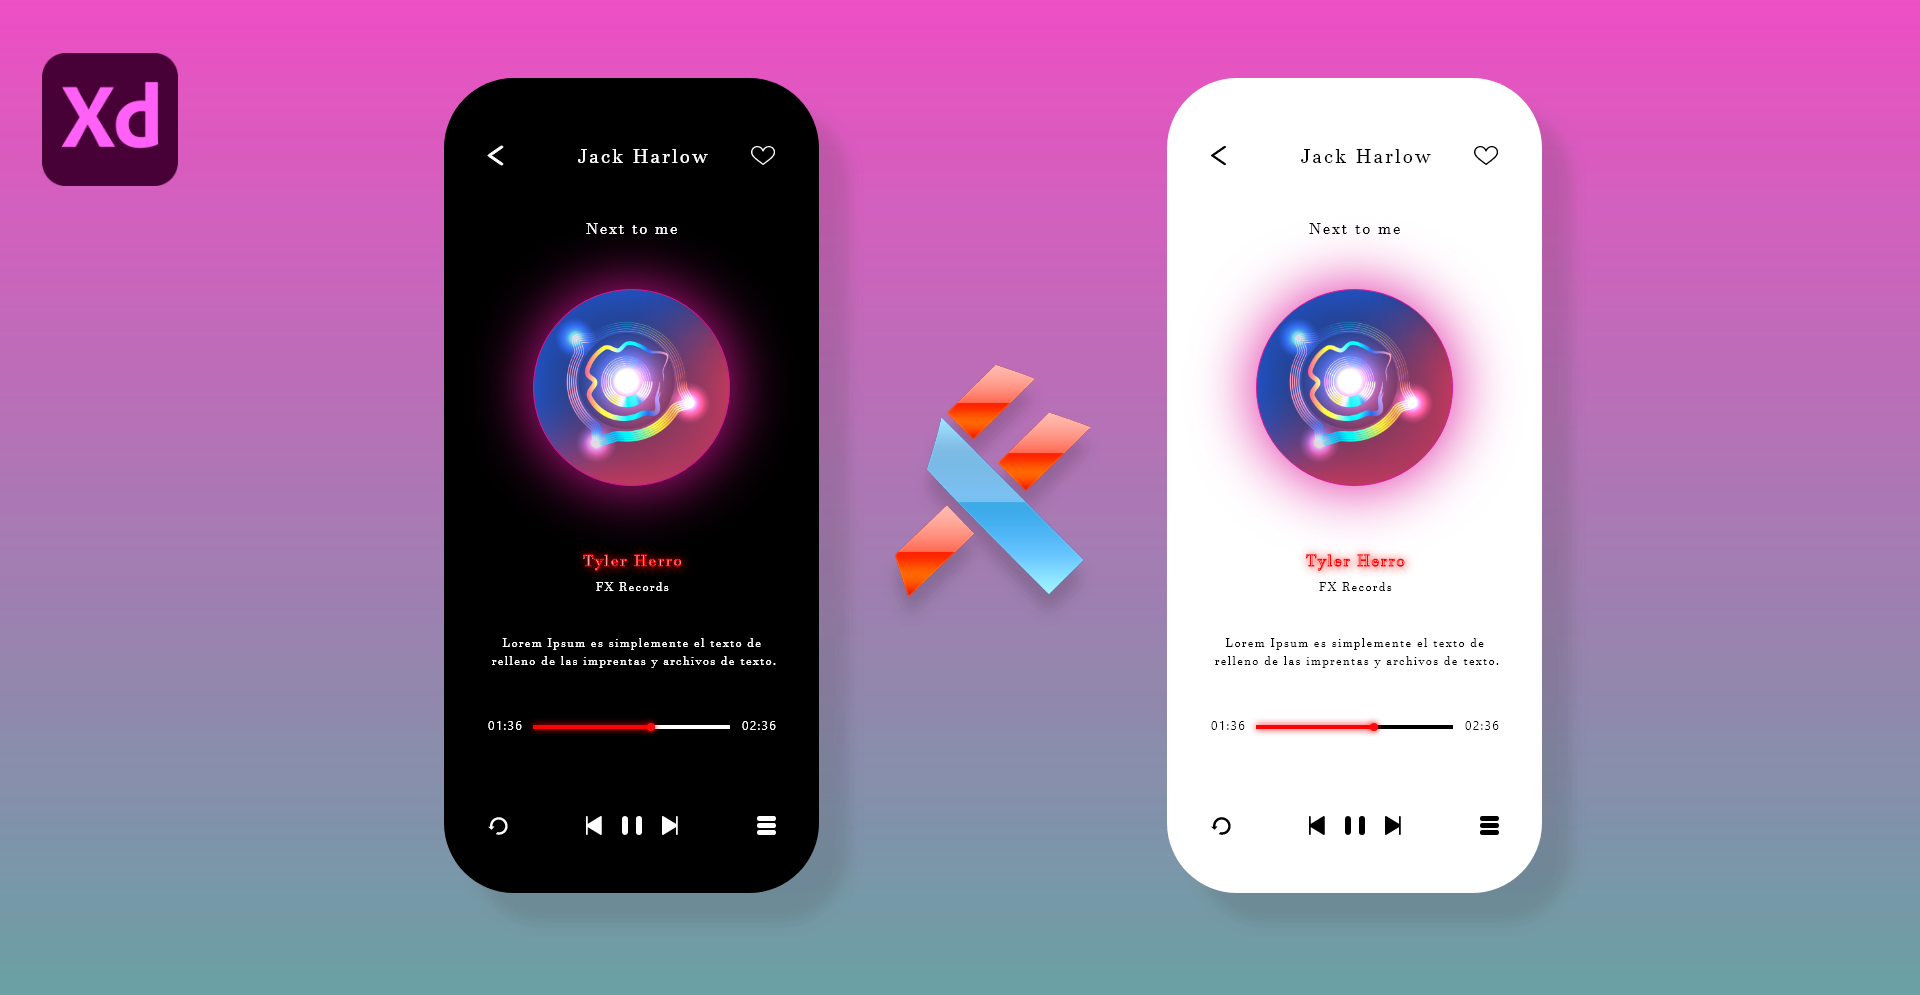 Xd
Jack Harlow
Next to me
Tyler Herro
FX Records
Lorem Ipsum es simplemente el texto de
relleno de las imprentas y archivos de texto.
01:36
02:36
Jack Harlow
Next to me
Tyler Herro
FX Records
Lorem Ipsum es simplemente el texto de
relleno de las imprentas y archivos de texto.
01:36
02:36